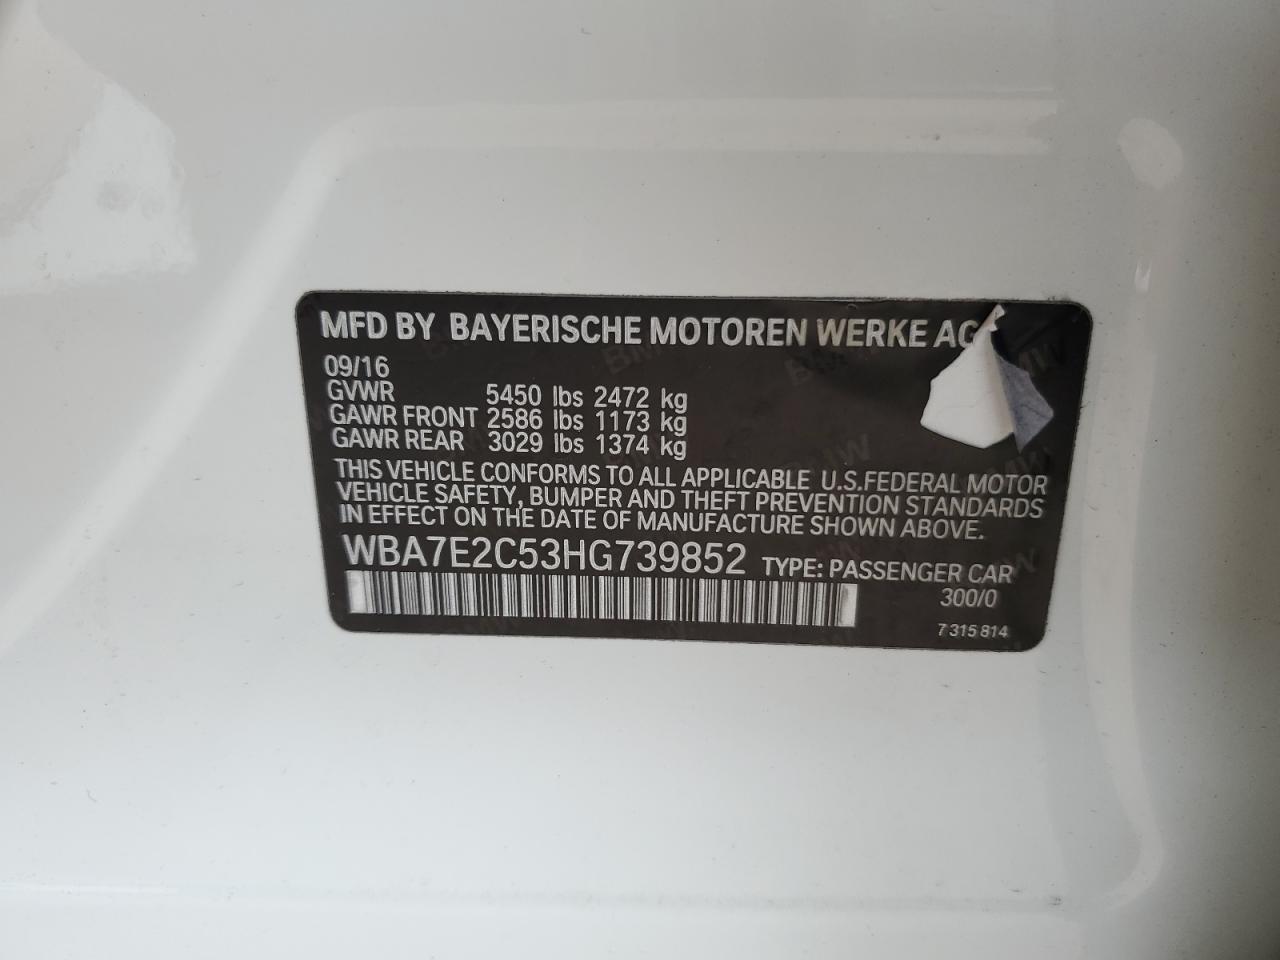 MFD BY BAYERISCHE MOTOREN WERKE AG
09/16
GVWR 5450 lbs 2472 kg
GAWR FRONT 2586 lbs 1173 kg
GAWR REAR 3029 lbs 1374 kg
THIS VEHICLE CONFORMS TO ALL APPLICABLE U.S.FEDERAL MOTOR
VEHICLE SAFETY, BUMPER AND THEFT PREVENTION STANDARDS
IN EFFECT ON THE DATE OF MANUFACTURE SHOWN ABOVE.
WBA7E2C53HG739852 TYPE: PASSENGER CAR
300/0
7 315 814